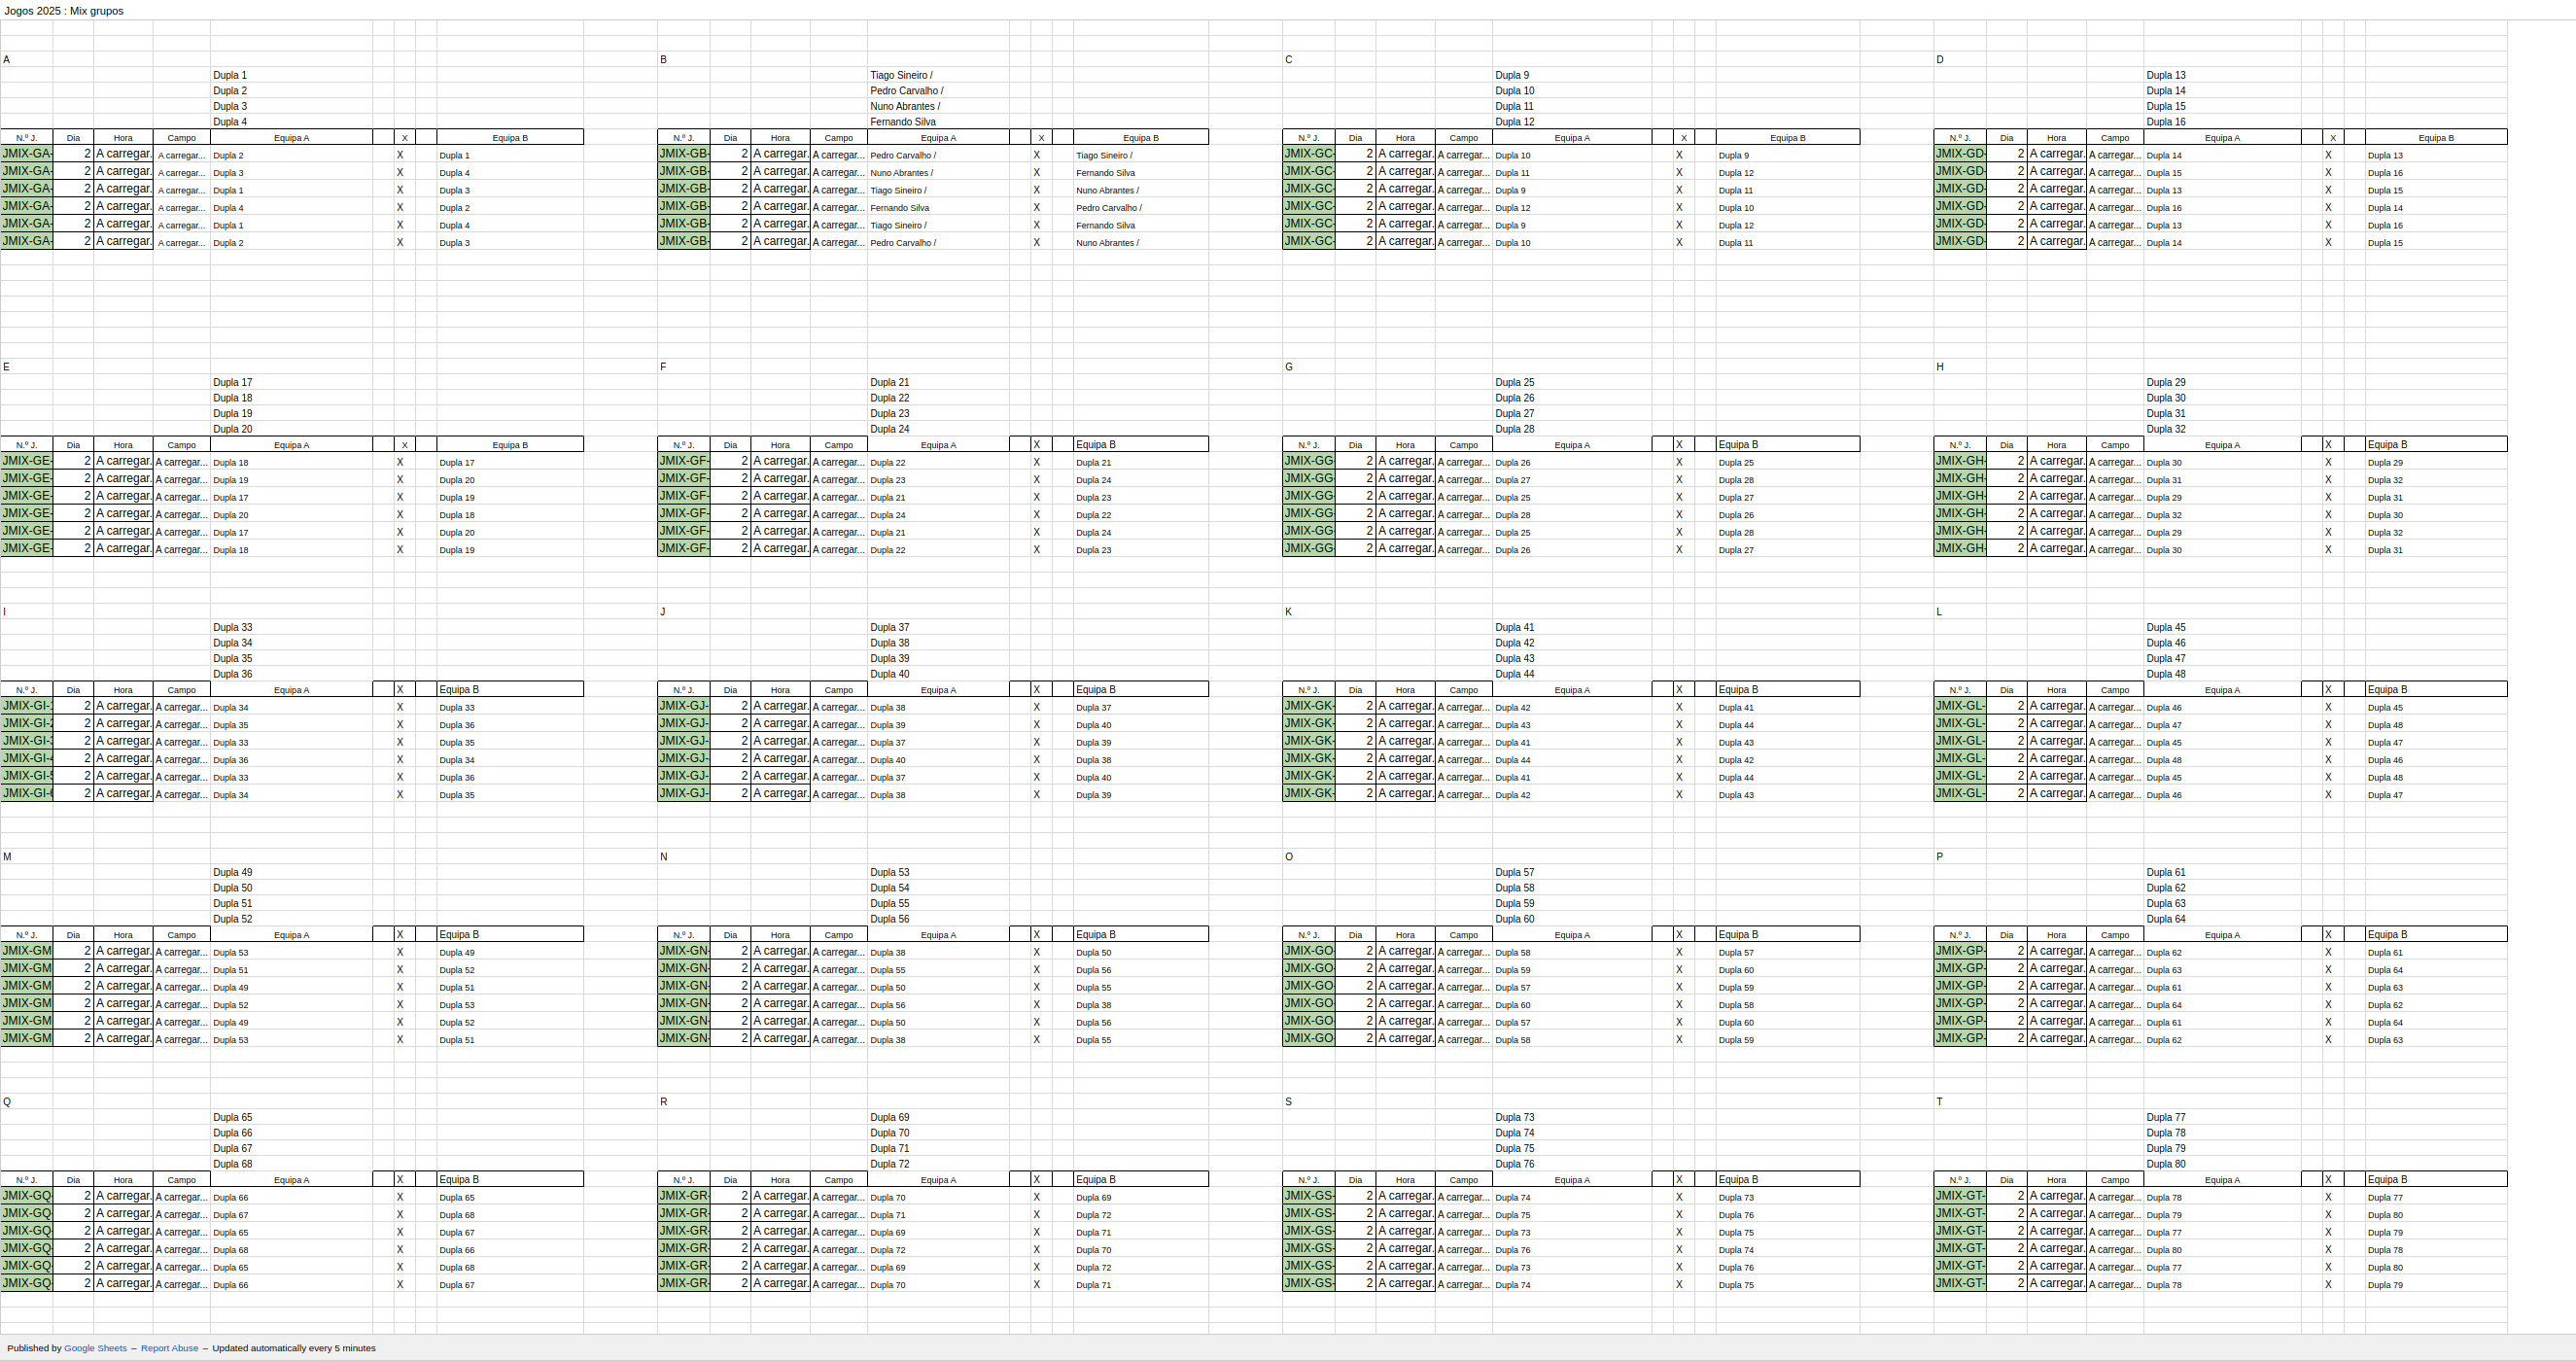 Jogos 2025 : Mix grupos
A B C D
Dupla 1 Tiago Sineiro / Dupla 9 Dupla 13
Dupla 2 Pedro Carvalho / Dupla 10 Dupla 14
Dupla 3 Nuno Abrantes / Dupla 11 Dupla 15
Dupla 4 Fernando Silva Dupla 12 Dupla 16
N.º J. Dia Hora Campo Equipa A X Equipa B N.º J. Dia Hora Campo Equipa A X Equipa B N.º J. Dia Hora Campo Equipa A X Equipa B N.º J. Dia Hora Campo Equipa A X Equipa B
JMIX-GA- 2 A carregar. A carregar... Dupla 2 X Dupla 1 JMIX-GB- 2 A carregar. A carregar... Pedro Carvalho / X Tiago Sineiro / JMIX-GC- 2 A carregar. A carregar... Dupla 10 X Dupla 9 JMIX-GD- 2 A carregar. A carregar... Dupla 14 X Dupla 13
JMIX-GA- 2 A carregar. A carregar... Dupla 3 X Dupla 4 JMIX-GB- 2 A carregar. A carregar... Nuno Abrantes / X Fernando Silva JMIX-GC- 2 A carregar. A carregar... Dupla 11 X Dupla 12 JMIX-GD- 2 A carregar. A carregar... Dupla 15 X Dupla 16
JMIX-GA- 2 A carregar. A carregar... Dupla 1 X Dupla 3 JMIX-GB- 2 A carregar. A carregar... Tiago Sineiro / X Nuno Abrantes / JMIX-GC- 2 A carregar. A carregar... Dupla 9 X Dupla 11 JMIX-GD- 2 A carregar. A carregar... Dupla 13 X Dupla 15
JMIX-GA- 2 A carregar. A carregar... Dupla 4 X Dupla 2 JMIX-GB- 2 A carregar. A carregar... Fernando Silva X Pedro Carvalho / JMIX-GC- 2 A carregar. A carregar... Dupla 12 X Dupla 10 JMIX-GD- 2 A carregar. A carregar... Dupla 16 X Dupla 14
JMIX-GA- 2 A carregar. A carregar... Dupla 1 X Dupla 4 JMIX-GB- 2 A carregar. A carregar... Tiago Sineiro / X Fernando Silva JMIX-GC- 2 A carregar. A carregar... Dupla 9 X Dupla 12 JMIX-GD- 2 A carregar. A carregar... Dupla 13 X Dupla 16
JMIX-GA- 2 A carregar. A carregar... Dupla 2 X Dupla 3 JMIX-GB- 2 A carregar. A carregar... Pedro Carvalho / X Nuno Abrantes / JMIX-GC- 2 A carregar. A carregar... Dupla 10 X Dupla 11 JMIX-GD- 2 A carregar. A carregar... Dupla 14 X Dupla 15
E F G H
Dupla 17 Dupla 21 Dupla 25 Dupla 29
Dupla 18 Dupla 22 Dupla 26 Dupla 30
Dupla 19 Dupla 23 Dupla 27 Dupla 31
Dupla 20 Dupla 24 Dupla 28 Dupla 32
N.º J. Dia Hora Campo Equipa A X Equipa B N.º J. Dia Hora Campo Equipa A X Equipa B N.º J. Dia Hora Campo Equipa A X Equipa B N.º J. Dia Hora Campo Equipa A X Equipa B
JMIX-GE- 2 A carregar. A carregar... Dupla 18 X Dupla 17 JMIX-GF- 2 A carregar. A carregar... Dupla 22 X Dupla 21 JMIX-GG- 2 A carregar. A carregar... Dupla 26 X Dupla 25 JMIX-GH- 2 A carregar. A carregar... Dupla 30 X Dupla 29
JMIX-GE- 2 A carregar. A carregar... Dupla 19 X Dupla 20 JMIX-GF- 2 A carregar. A carregar... Dupla 23 X Dupla 24 JMIX-GG- 2 A carregar. A carregar... Dupla 27 X Dupla 28 JMIX-GH- 2 A carregar. A carregar... Dupla 31 X Dupla 32
JMIX-GE- 2 A carregar. A carregar... Dupla 17 X Dupla 19 JMIX-GF- 2 A carregar. A carregar... Dupla 21 X Dupla 23 JMIX-GG- 2 A carregar. A carregar... Dupla 25 X Dupla 27 JMIX-GH- 2 A carregar. A carregar... Dupla 29 X Dupla 31
JMIX-GE- 2 A carregar. A carregar... Dupla 20 X Dupla 18 JMIX-GF- 2 A carregar. A carregar... Dupla 24 X Dupla 22 JMIX-GG- 2 A carregar. A carregar... Dupla 28 X Dupla 26 JMIX-GH- 2 A carregar. A carregar... Dupla 32 X Dupla 30
JMIX-GE- 2 A carregar. A carregar... Dupla 17 X Dupla 20 JMIX-GF- 2 A carregar. A carregar... Dupla 21 X Dupla 24 JMIX-GG- 2 A carregar. A carregar... Dupla 25 X Dupla 28 JMIX-GH- 2 A carregar. A carregar... Dupla 29 X Dupla 32
JMIX-GE- 2 A carregar. A carregar... Dupla 18 X Dupla 19 JMIX-GF- 2 A carregar. A carregar... Dupla 22 X Dupla 23 JMIX-GG- 2 A carregar. A carregar... Dupla 26 X Dupla 27 JMIX-GH- 2 A carregar. A carregar... Dupla 30 X Dupla 31
I J K L
Dupla 33 Dupla 37 Dupla 41 Dupla 45
Dupla 34 Dupla 38 Dupla 42 Dupla 46
Dupla 35 Dupla 39 Dupla 43 Dupla 47
Dupla 36 Dupla 40 Dupla 44 Dupla 48
N.º J. Dia Hora Campo Equipa A X Equipa B N.º J. Dia Hora Campo Equipa A X Equipa B N.º J. Dia Hora Campo Equipa A X Equipa B N.º J. Dia Hora Campo Equipa A X Equipa B
JMIX-GI-1 2 A carregar. A carregar... Dupla 34 X Dupla 33 JMIX-GJ- 2 A carregar. A carregar... Dupla 38 X Dupla 37 JMIX-GK- 2 A carregar. A carregar... Dupla 42 X Dupla 41 JMIX-GL- 2 A carregar. A carregar... Dupla 46 X Dupla 45
JMIX-GI-2 2 A carregar. A carregar... Dupla 35 X Dupla 36 JMIX-GJ- 2 A carregar. A carregar... Dupla 39 X Dupla 40 JMIX-GK- 2 A carregar. A carregar... Dupla 43 X Dupla 44 JMIX-GL- 2 A carregar. A carregar... Dupla 47 X Dupla 48
JMIX-GI-3 2 A carregar. A carregar... Dupla 33 X Dupla 35 JMIX-GJ- 2 A carregar. A carregar... Dupla 37 X Dupla 39 JMIX-GK- 2 A carregar. A carregar... Dupla 41 X Dupla 43 JMIX-GL- 2 A carregar. A carregar... Dupla 45 X Dupla 47
JMIX-GI-4 2 A carregar. A carregar... Dupla 36 X Dupla 34 JMIX-GJ- 2 A carregar. A carregar... Dupla 40 X Dupla 38 JMIX-GK- 2 A carregar. A carregar... Dupla 44 X Dupla 42 JMIX-GL- 2 A carregar. A carregar... Dupla 48 X Dupla 46
JMIX-GI-5 2 A carregar. A carregar... Dupla 33 X Dupla 36 JMIX-GJ- 2 A carregar. A carregar... Dupla 37 X Dupla 40 JMIX-GK- 2 A carregar. A carregar... Dupla 41 X Dupla 44 JMIX-GL- 2 A carregar. A carregar... Dupla 45 X Dupla 48
JMIX-GI-6 2 A carregar. A carregar... Dupla 34 X Dupla 35 JMIX-GJ- 2 A carregar. A carregar... Dupla 38 X Dupla 39 JMIX-GK- 2 A carregar. A carregar... Dupla 42 X Dupla 43 JMIX-GL- 2 A carregar. A carregar... Dupla 46 X Dupla 47
M N O P
Dupla 49 Dupla 53 Dupla 57 Dupla 61
Dupla 50 Dupla 54 Dupla 58 Dupla 62
Dupla 51 Dupla 55 Dupla 59 Dupla 63
Dupla 52 Dupla 56 Dupla 60 Dupla 64
N.º J. Dia Hora Campo Equipa A X Equipa B N.º J. Dia Hora Campo Equipa A X Equipa B N.º J. Dia Hora Campo Equipa A X Equipa B N.º J. Dia Hora Campo Equipa A X Equipa B
JMIX-GM 2 A carregar. A carregar... Dupla 53 X Dupla 49 JMIX-GN- 2 A carregar. A carregar... Dupla 38 X Dupla 50 JMIX-GO- 2 A carregar. A carregar... Dupla 58 X Dupla 57 JMIX-GP- 2 A carregar. A carregar... Dupla 62 X Dupla 61
JMIX-GM 2 A carregar. A carregar... Dupla 51 X Dupla 52 JMIX-GN- 2 A carregar. A carregar... Dupla 55 X Dupla 56 JMIX-GO- 2 A carregar. A carregar... Dupla 59 X Dupla 60 JMIX-GP- 2 A carregar. A carregar... Dupla 63 X Dupla 64
JMIX-GM 2 A carregar. A carregar... Dupla 49 X Dupla 51 JMIX-GN- 2 A carregar. A carregar... Dupla 50 X Dupla 55 JMIX-GO- 2 A carregar. A carregar... Dupla 57 X Dupla 59 JMIX-GP- 2 A carregar. A carregar... Dupla 61 X Dupla 63
JMIX-GM 2 A carregar. A carregar... Dupla 52 X Dupla 53 JMIX-GN- 2 A carregar. A carregar... Dupla 56 X Dupla 38 JMIX-GO- 2 A carregar. A carregar... Dupla 60 X Dupla 58 JMIX-GP- 2 A carregar. A carregar... Dupla 64 X Dupla 62
JMIX-GM 2 A carregar. A carregar... Dupla 49 X Dupla 52 JMIX-GN- 2 A carregar. A carregar... Dupla 50 X Dupla 56 JMIX-GO- 2 A carregar. A carregar... Dupla 57 X Dupla 60 JMIX-GP- 2 A carregar. A carregar... Dupla 61 X Dupla 64
JMIX-GM 2 A carregar. A carregar... Dupla 53 X Dupla 51 JMIX-GN- 2 A carregar. A carregar... Dupla 38 X Dupla 55 JMIX-GO- 2 A carregar. A carregar... Dupla 58 X Dupla 59 JMIX-GP- 2 A carregar. A carregar... Dupla 62 X Dupla 63
Q R S T
Dupla 65 Dupla 69 Dupla 73 Dupla 77
Dupla 66 Dupla 70 Dupla 74 Dupla 78
Dupla 67 Dupla 71 Dupla 75 Dupla 79
Dupla 68 Dupla 72 Dupla 76 Dupla 80
N.º J. Dia Hora Campo Equipa A X Equipa B N.º J. Dia Hora Campo Equipa A X Equipa B N.º J. Dia Hora Campo Equipa A X Equipa B N.º J. Dia Hora Campo Equipa A X Equipa B
JMIX-GQ- 2 A carregar. A carregar... Dupla 66 X Dupla 65 JMIX-GR- 2 A carregar. A carregar... Dupla 70 X Dupla 69 JMIX-GS- 2 A carregar. A carregar... Dupla 74 X Dupla 73 JMIX-GT- 2 A carregar. A carregar... Dupla 78 X Dupla 77
JMIX-GQ- 2 A carregar. A carregar... Dupla 67 X Dupla 68 JMIX-GR- 2 A carregar. A carregar... Dupla 71 X Dupla 72 JMIX-GS- 2 A carregar. A carregar... Dupla 75 X Dupla 76 JMIX-GT- 2 A carregar. A carregar... Dupla 79 X Dupla 80
JMIX-GQ- 2 A carregar. A carregar... Dupla 65 X Dupla 67 JMIX-GR- 2 A carregar. A carregar... Dupla 69 X Dupla 71 JMIX-GS- 2 A carregar. A carregar... Dupla 73 X Dupla 75 JMIX-GT- 2 A carregar. A carregar... Dupla 77 X Dupla 79
JMIX-GQ- 2 A carregar. A carregar... Dupla 68 X Dupla 66 JMIX-GR- 2 A carregar. A carregar... Dupla 72 X Dupla 70 JMIX-GS- 2 A carregar. A carregar... Dupla 76 X Dupla 74 JMIX-GT- 2 A carregar. A carregar... Dupla 80 X Dupla 78
JMIX-GQ- 2 A carregar. A carregar... Dupla 65 X Dupla 68 JMIX-GR- 2 A carregar. A carregar... Dupla 69 X Dupla 72 JMIX-GS- 2 A carregar. A carregar... Dupla 73 X Dupla 76 JMIX-GT- 2 A carregar. A carregar... Dupla 77 X Dupla 80
JMIX-GQ- 2 A carregar. A carregar... Dupla 66 X Dupla 67 JMIX-GR- 2 A carregar. A carregar... Dupla 70 X Dupla 71 JMIX-GS- 2 A carregar. A carregar... Dupla 74 X Dupla 75 JMIX-GT- 2 A carregar. A carregar... Dupla 78 X Dupla 79
Published by Google Sheets – Report Abuse – Updated automatically every 5 minutes